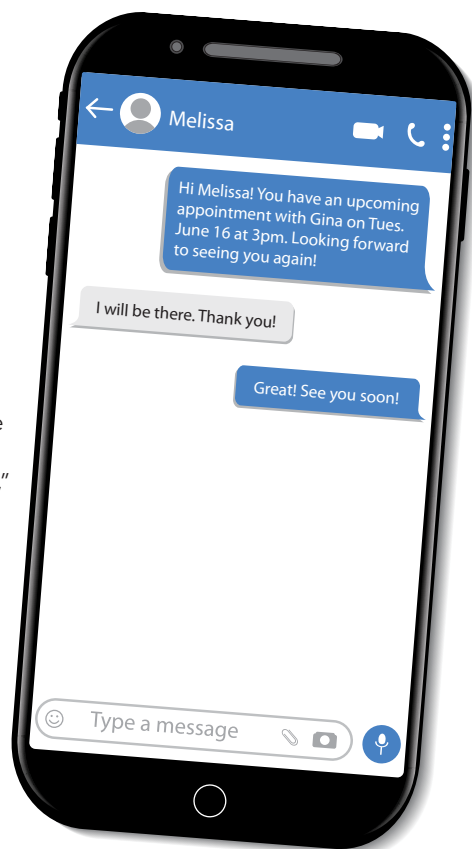 Melissa
Hi Melissa! You have an upcoming
appointment with Gina on Tues.
June 16 at 3pm. Looking forward
to seeing you again!
I will be there. Thank you!
Great! See you soon!
e
”
Type a message